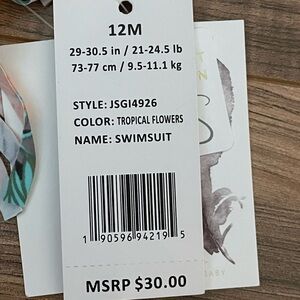 12M
29-30.5 in / 21-24.5 lb
73-77 cm / 9.5-11.1 kg
STYLE: JSGI4926
COLOR: TROPICAL FLOWERS
NAME: SWIMSUIT
1 90596 94219 5
MSRP $30.00
BABY